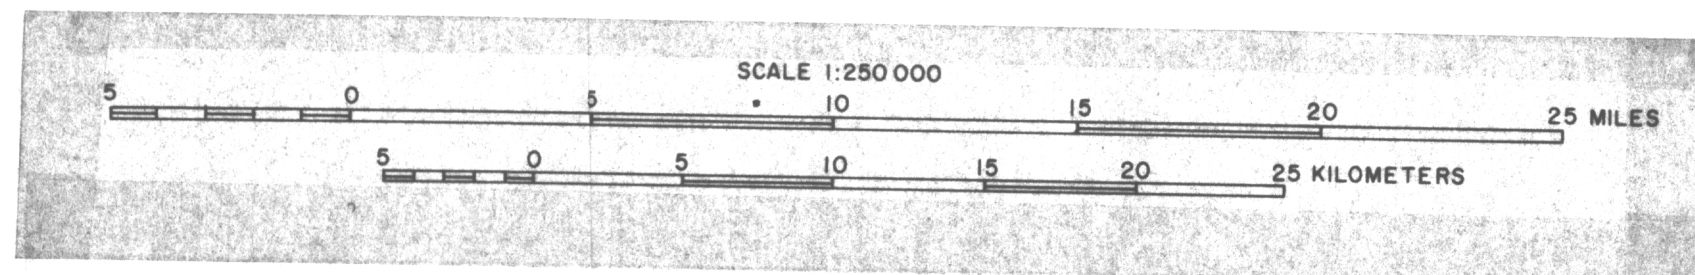 SCALE 1:250 000
5 0 5 10 15 20 25 MILES
5 0 5 10 15 20 25 KILOMETERS